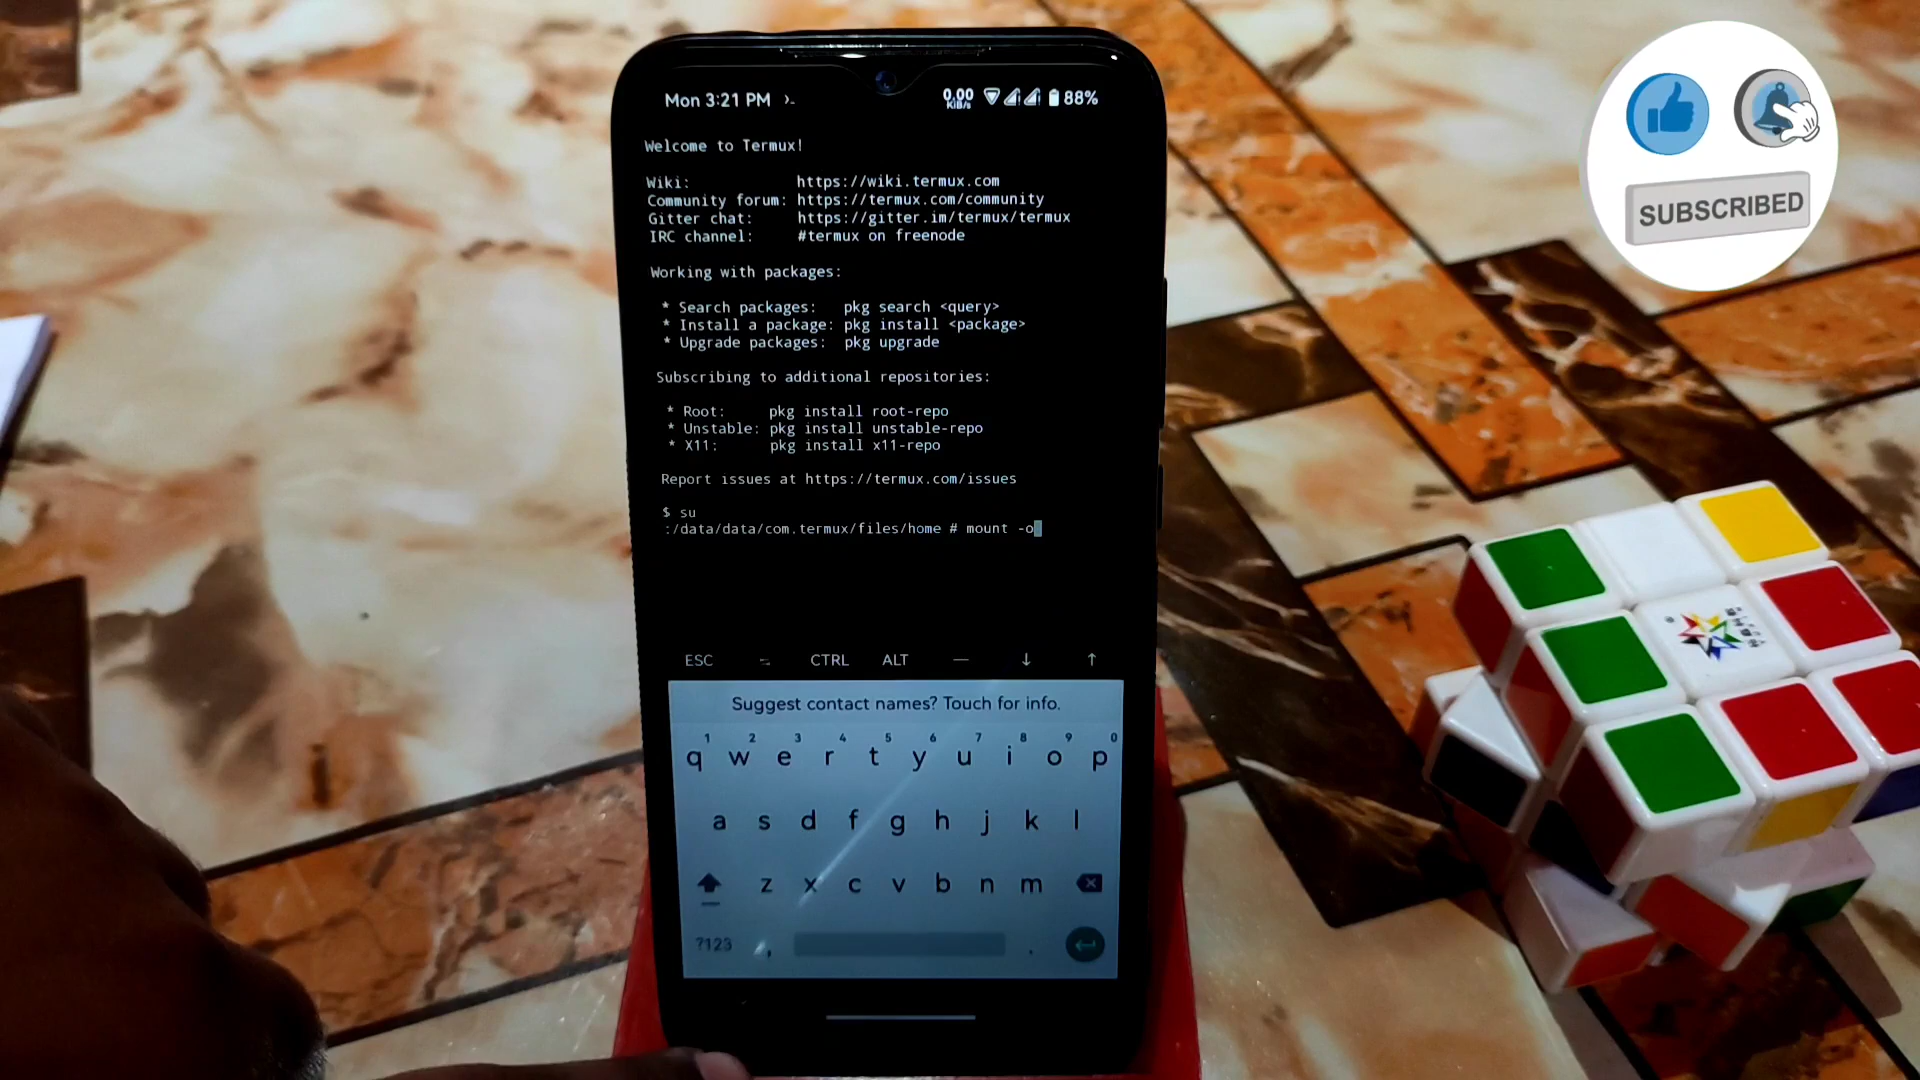 Mon 3:21 PM
0.00 KiB/s
88%
SUBSCRIBED
Welcome to Termux!
Wiki: https://wiki.termux.com
Community forum: https://termux.com/community
Gitter chat: https://gitter.im/termux/termux
IRC channel: #termux on freenode
Working with packages:
* Search packages: pkg search <query>
* Install a package: pkg install <package>
* Upgrade packages: pkg upgrade
Subscribing to additional repositories:
* Root: pkg install root-repo
* Unstable: pkg install unstable-repo
* X11: pkg install x11-repo
Report issues at https://termux.com/issues
$ su
:/data/data/com.termux/files/home # mount -o
ESC CTRL ALT — ↓ ↑
Suggest contact names? Touch for info.
1 2 3 4 5 6 7 8 9 0
q w e r t y u i o p
a s d f g h j k l
z x c v b n m
?123 , .